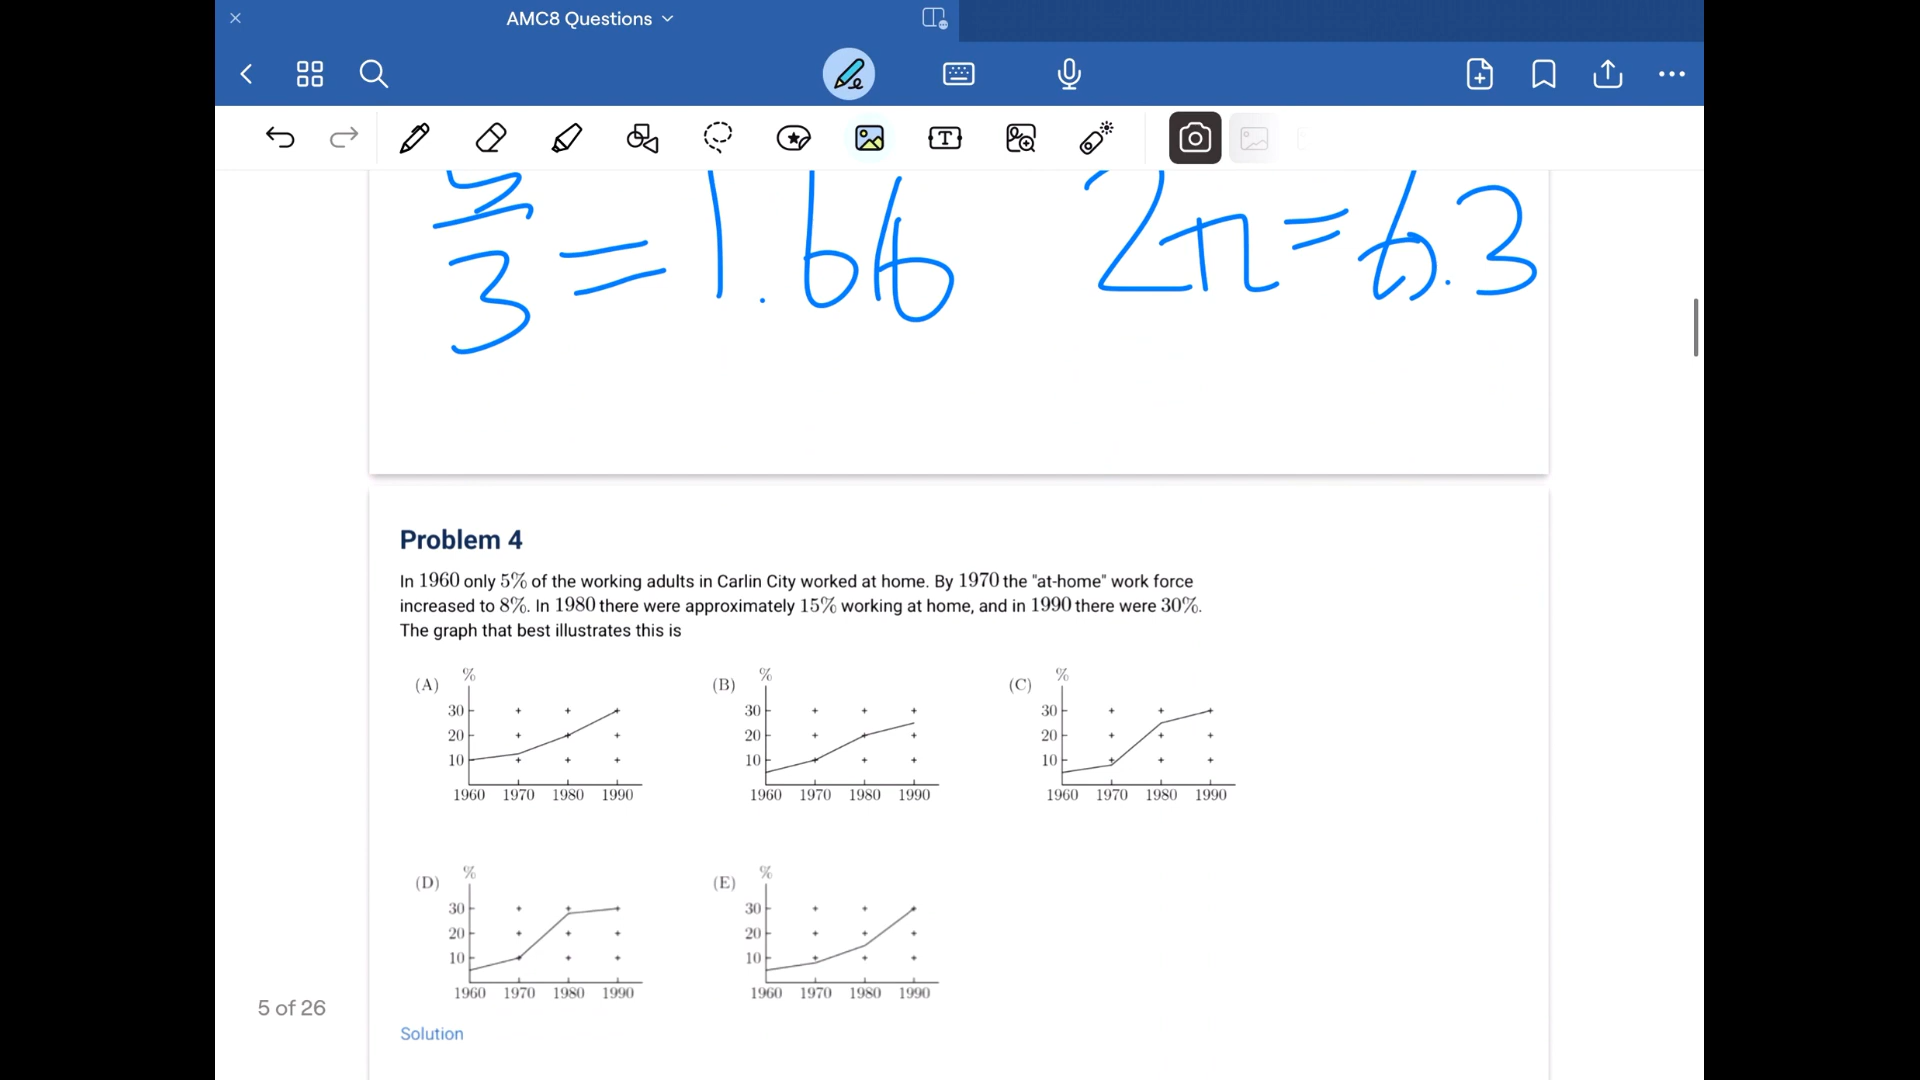 AMC8 Questions
T
= 1.66
2π = 6.3
3
Problem 4
In 1960 only 5% of the working adults in Carlin City worked at home. By 1970 the "at-home" work force
increased to 8%. In 1980 there were approximately 15% working at home, and in 1990 there were 30%.
The graph that best illustrates this is
(A)
%
30
20
10
1960 1970 1980 1990
(B)
%
30
20
10
1960 1970 1980 1990
(C)
%
30
20
10
1960 1970 1980 1990
(D)
%
30
20
10
1960 1970 1980 1990
(E)
%
30
20
10
1960 1970 1980 1990
5 of 26
Solution